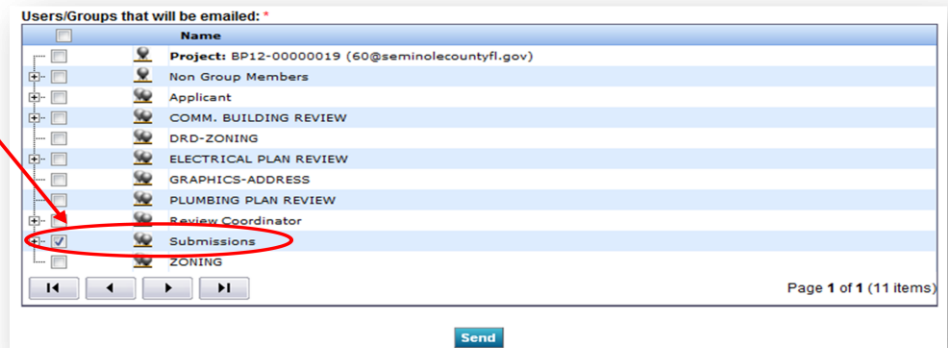 Users/Groups that will be emailed: *
Name
Project: BP12-00000019 (60@seminolecountyfl.gov)
Non Group Members
Applicant
COMM. BUILDING REVIEW
DRD-ZONING
ELECTRICAL PLAN REVIEW
GRAPHICS-ADDRESS
PLUMBING PLAN REVIEW
Review Coordinator
Submissions
ZONING
Page 1 of 1 (11 items)
Send